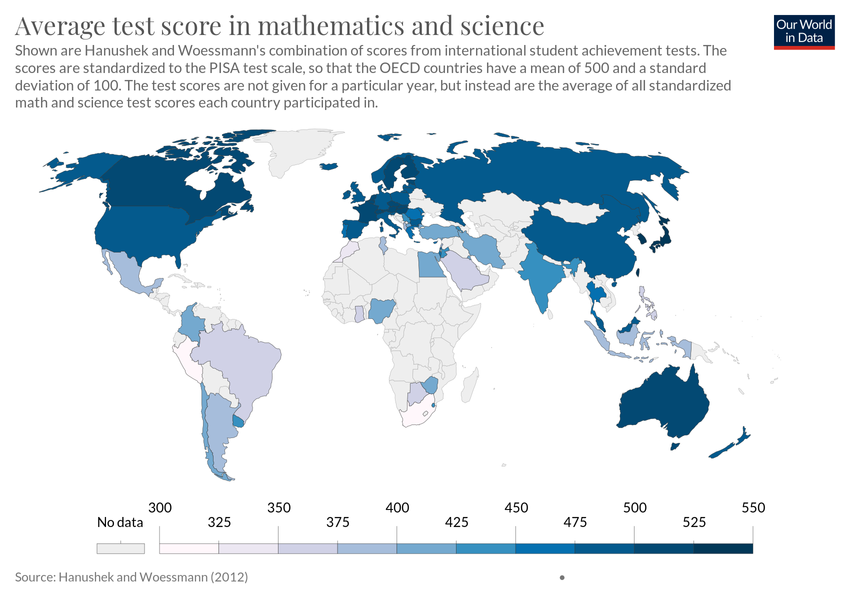 Average test score in mathematics and science
Our World
in Data
Shown are Hanushek and Woessmann's combination of scores from international student achievement tests. The
scores are standardized to the PISA test scale, so that the OECD countries have a mean of 500 and a standard
deviation of 100. The test scores are not given for a particular year, but instead are the average of all standardized
math and science test scores each country participated in.
300 350 400 450 500 550
No data 325 375 425 475 525
Source: Hanushek and Woessmann (2012)